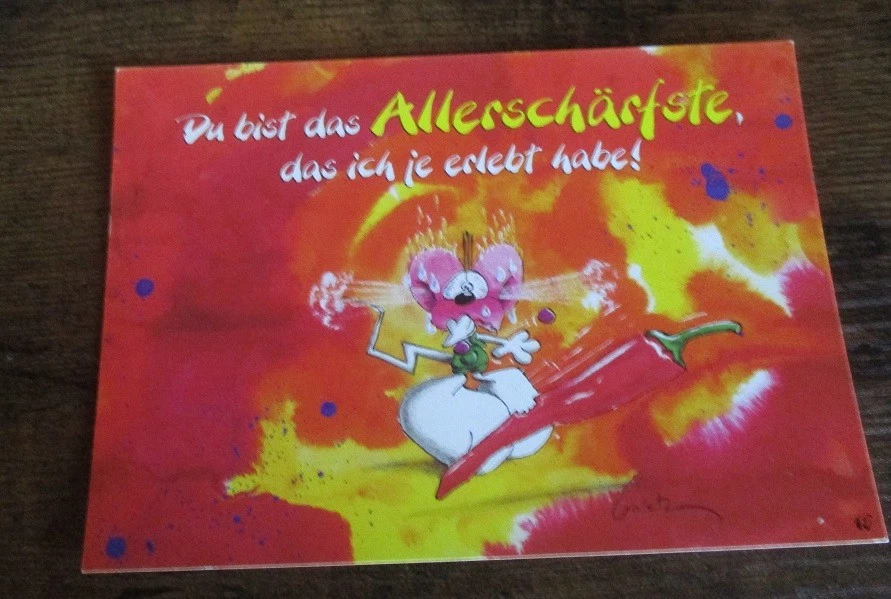 Du bist das Allerschärfste,
das ich je erlebt habe!